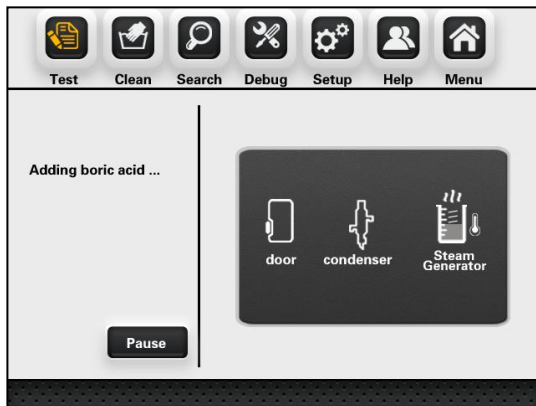 Test Clean Search Debug Setup Help Menu
Adding boric acid ...
door condenser Steam
Generator
Pause